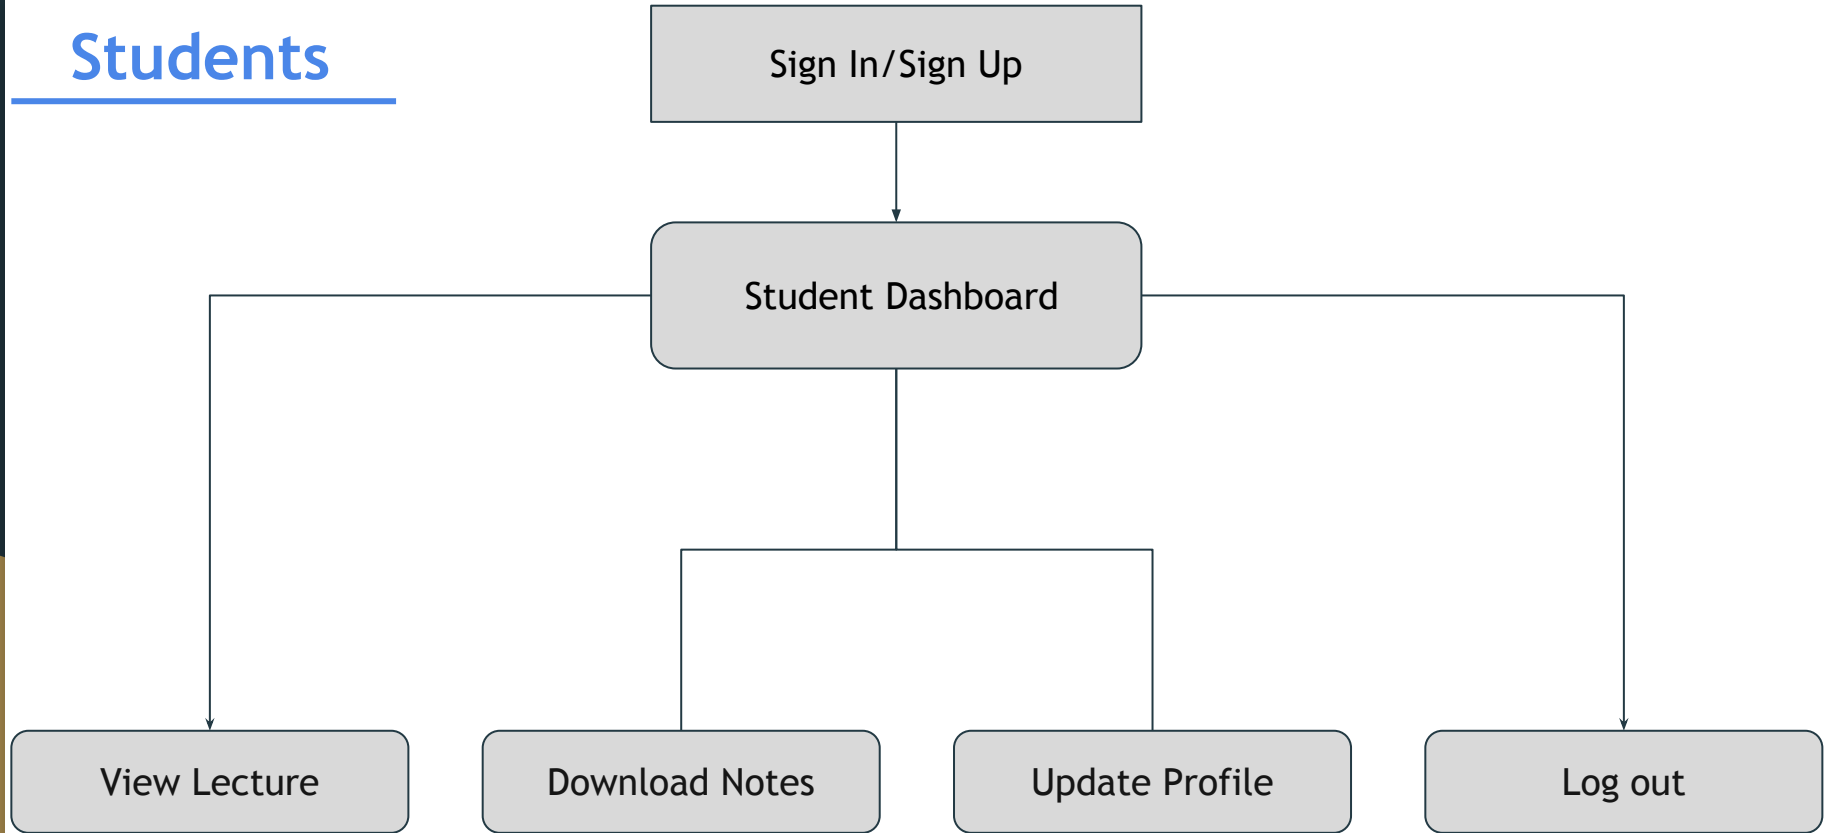 Students
Sign In/Sign Up
Student Dashboard
View Lecture
Download Notes
Update Profile
Log out